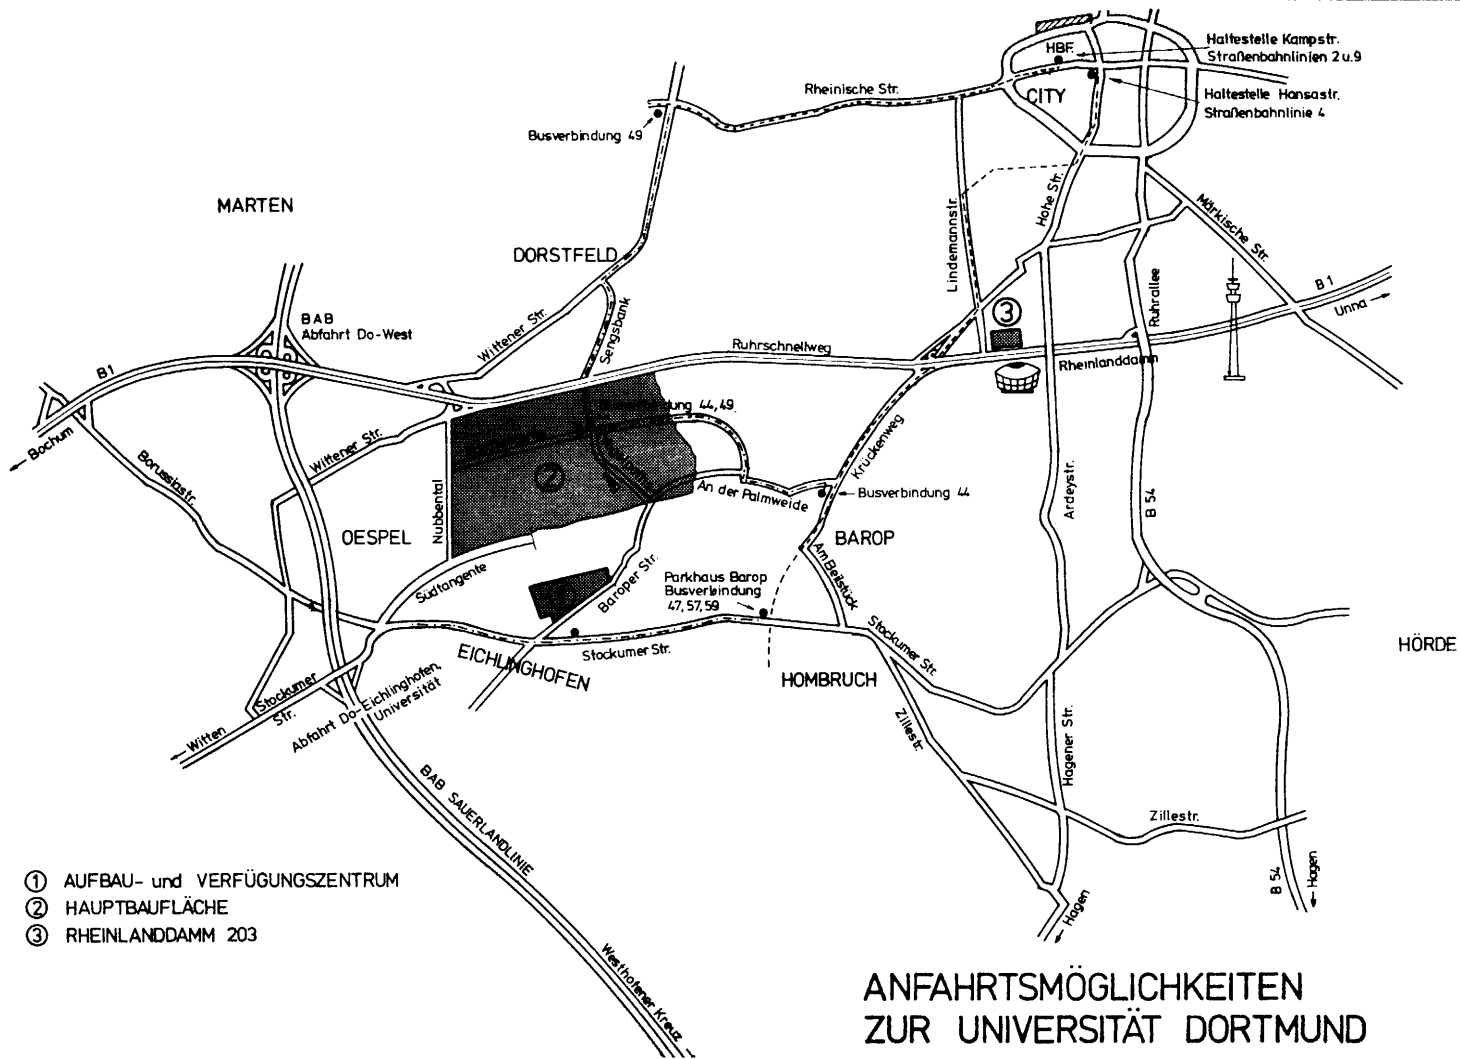 HBF.
Haltestelle Kampstr.
Straßenbahnlinien 2 u. 9
Rheinische Str.
CITY
Haltestelle Hansastr.
Straßenbahnlinie 4
Busverbindung 49
MARTEN
Lindemannstr.
Hohe Str.
Märkische Str.
DORSTFELD
Ruhrallee
B 1
Unna
BAB
Abfahrt Do-West
Wittener Str.
Sengsbank
3
Ruhrschnellweg
Rheinlanddamm
B 1
Bochum
Busverbindung 44, 49
Wittener Str.
Borussiastr.
Krückenweg
2
An der Palmweide
Busverbindung 44
Ardeystr.
B 54
Nubbental
OESPEL
BAROP
Am Beilstück
Südtangente
Baroper Str.
Parkhaus Barop
Busverbindung
47, 57, 59
1
Stockumer Str.
Stockumer Str.
EICHLINGHOFEN
HOMBRUCH
HÖRDE
Stockumer
Str.
Witten
Abfahrt Do-Eichlinghofen,
Universität
Zillestr.
Hagener Str.
BAB SAUERLANDLINIE
Zillestr.
B 54
Hagen
Hagen
Westhofener Kreuz
1 AUFBAU- und VERFÜGUNGSZENTRUM
2 HAUPTBAUFLÄCHE
3 RHEINLANDDAMM 203
ANFAHRTSMÖGLICHKEITEN
ZUR UNIVERSITÄT DORTMUND